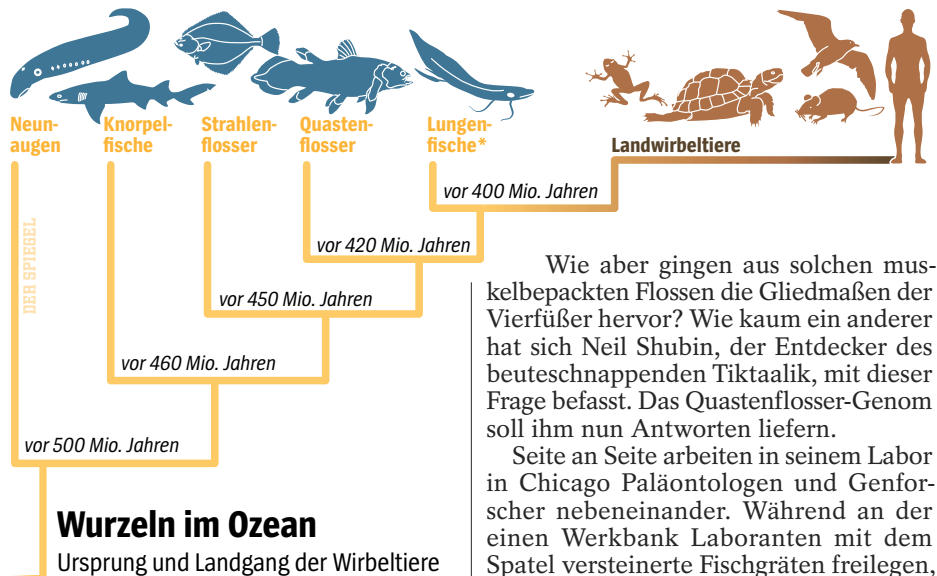 Neun-
augen
Knorpel-
fische
Strahlen-
flosser
Quasten-
flosser
Lungen-
fische*
Landwirbeltiere
vor 400 Mio. Jahren
vor 420 Mio. Jahren
vor 450 Mio. Jahren
vor 460 Mio. Jahren
vor 500 Mio. Jahren
DER SPIEGEL
Wurzeln im Ozean
Ursprung und Landgang der Wirbeltiere
Wie aber gingen aus solchen mus-
kelbepackten Flossen die Gliedmaßen der
Vierfüßer hervor? Wie kaum ein anderer
hat sich Neil Shubin, der Entdecker des
beuteschnappenden Tiktaalik, mit dieser
Frage befasst. Das Quastenflosser-Genom
soll ihm nun Antworten liefern.
Seite an Seite arbeiten in seinem Labor
in Chicago Paläontologen und Genfor-
scher nebeneinander. Während an der
einen Werkbank Laboranten mit dem
Spatel versteinerte Fischgräten freilegen,